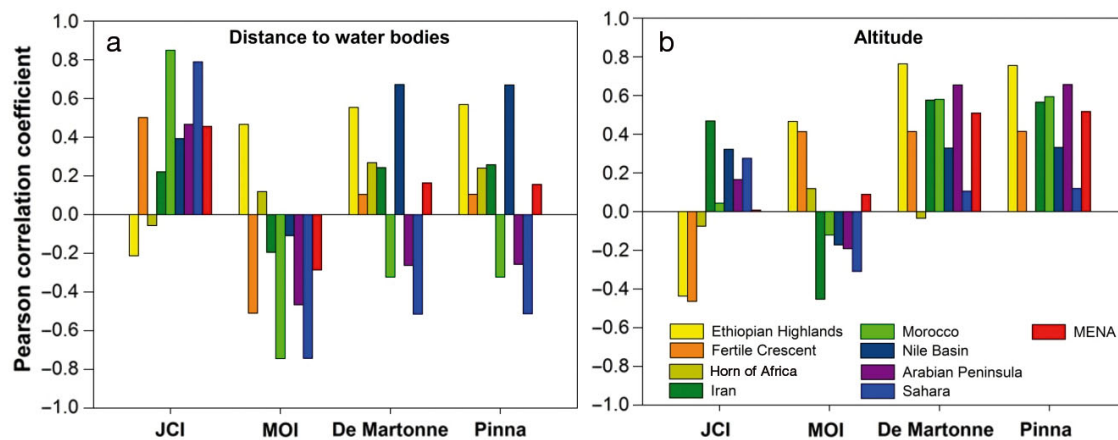 a
Distance to water bodies
Pearson correlation coefficient
1.0
0.8
0.6
0.4
0.2
0.0
−0.2
−0.4
−0.6
−0.8
−1.0
JCI MOI De Martonne Pinna
b
Altitude
1.0
0.8
0.6
0.4
0.2
0.0
−0.2
−0.4
−0.6
−0.8
−1.0
Ethiopian Highlands
Fertile Crescent
Horn of Africa
Iran
Morocco
Nile Basin
Arabian Peninsula
Sahara
MENA
JCI MOI De Martonne Pinna